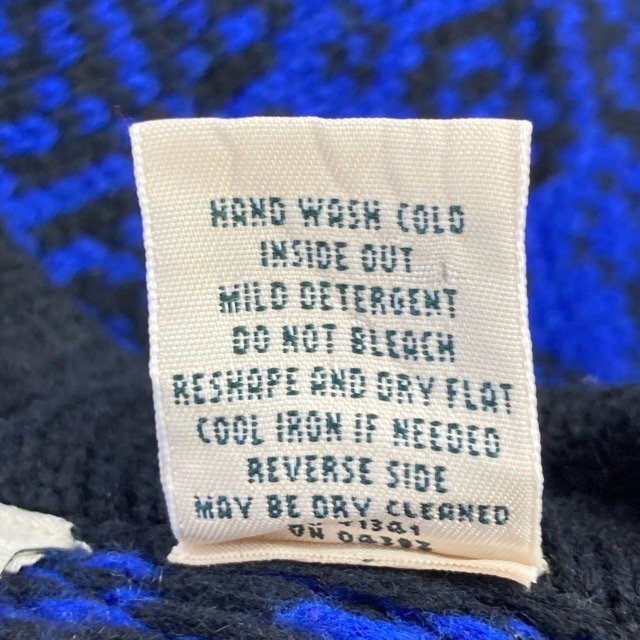 HAND WASH COLD
INSIDE OUT
MILD DETERGENT
DO NOT BLEACH
RESHAPE AND DRY FLAT
COOL IRON IF NEEDED
REVERSE SIDE
MAY BE DRY CLEANED